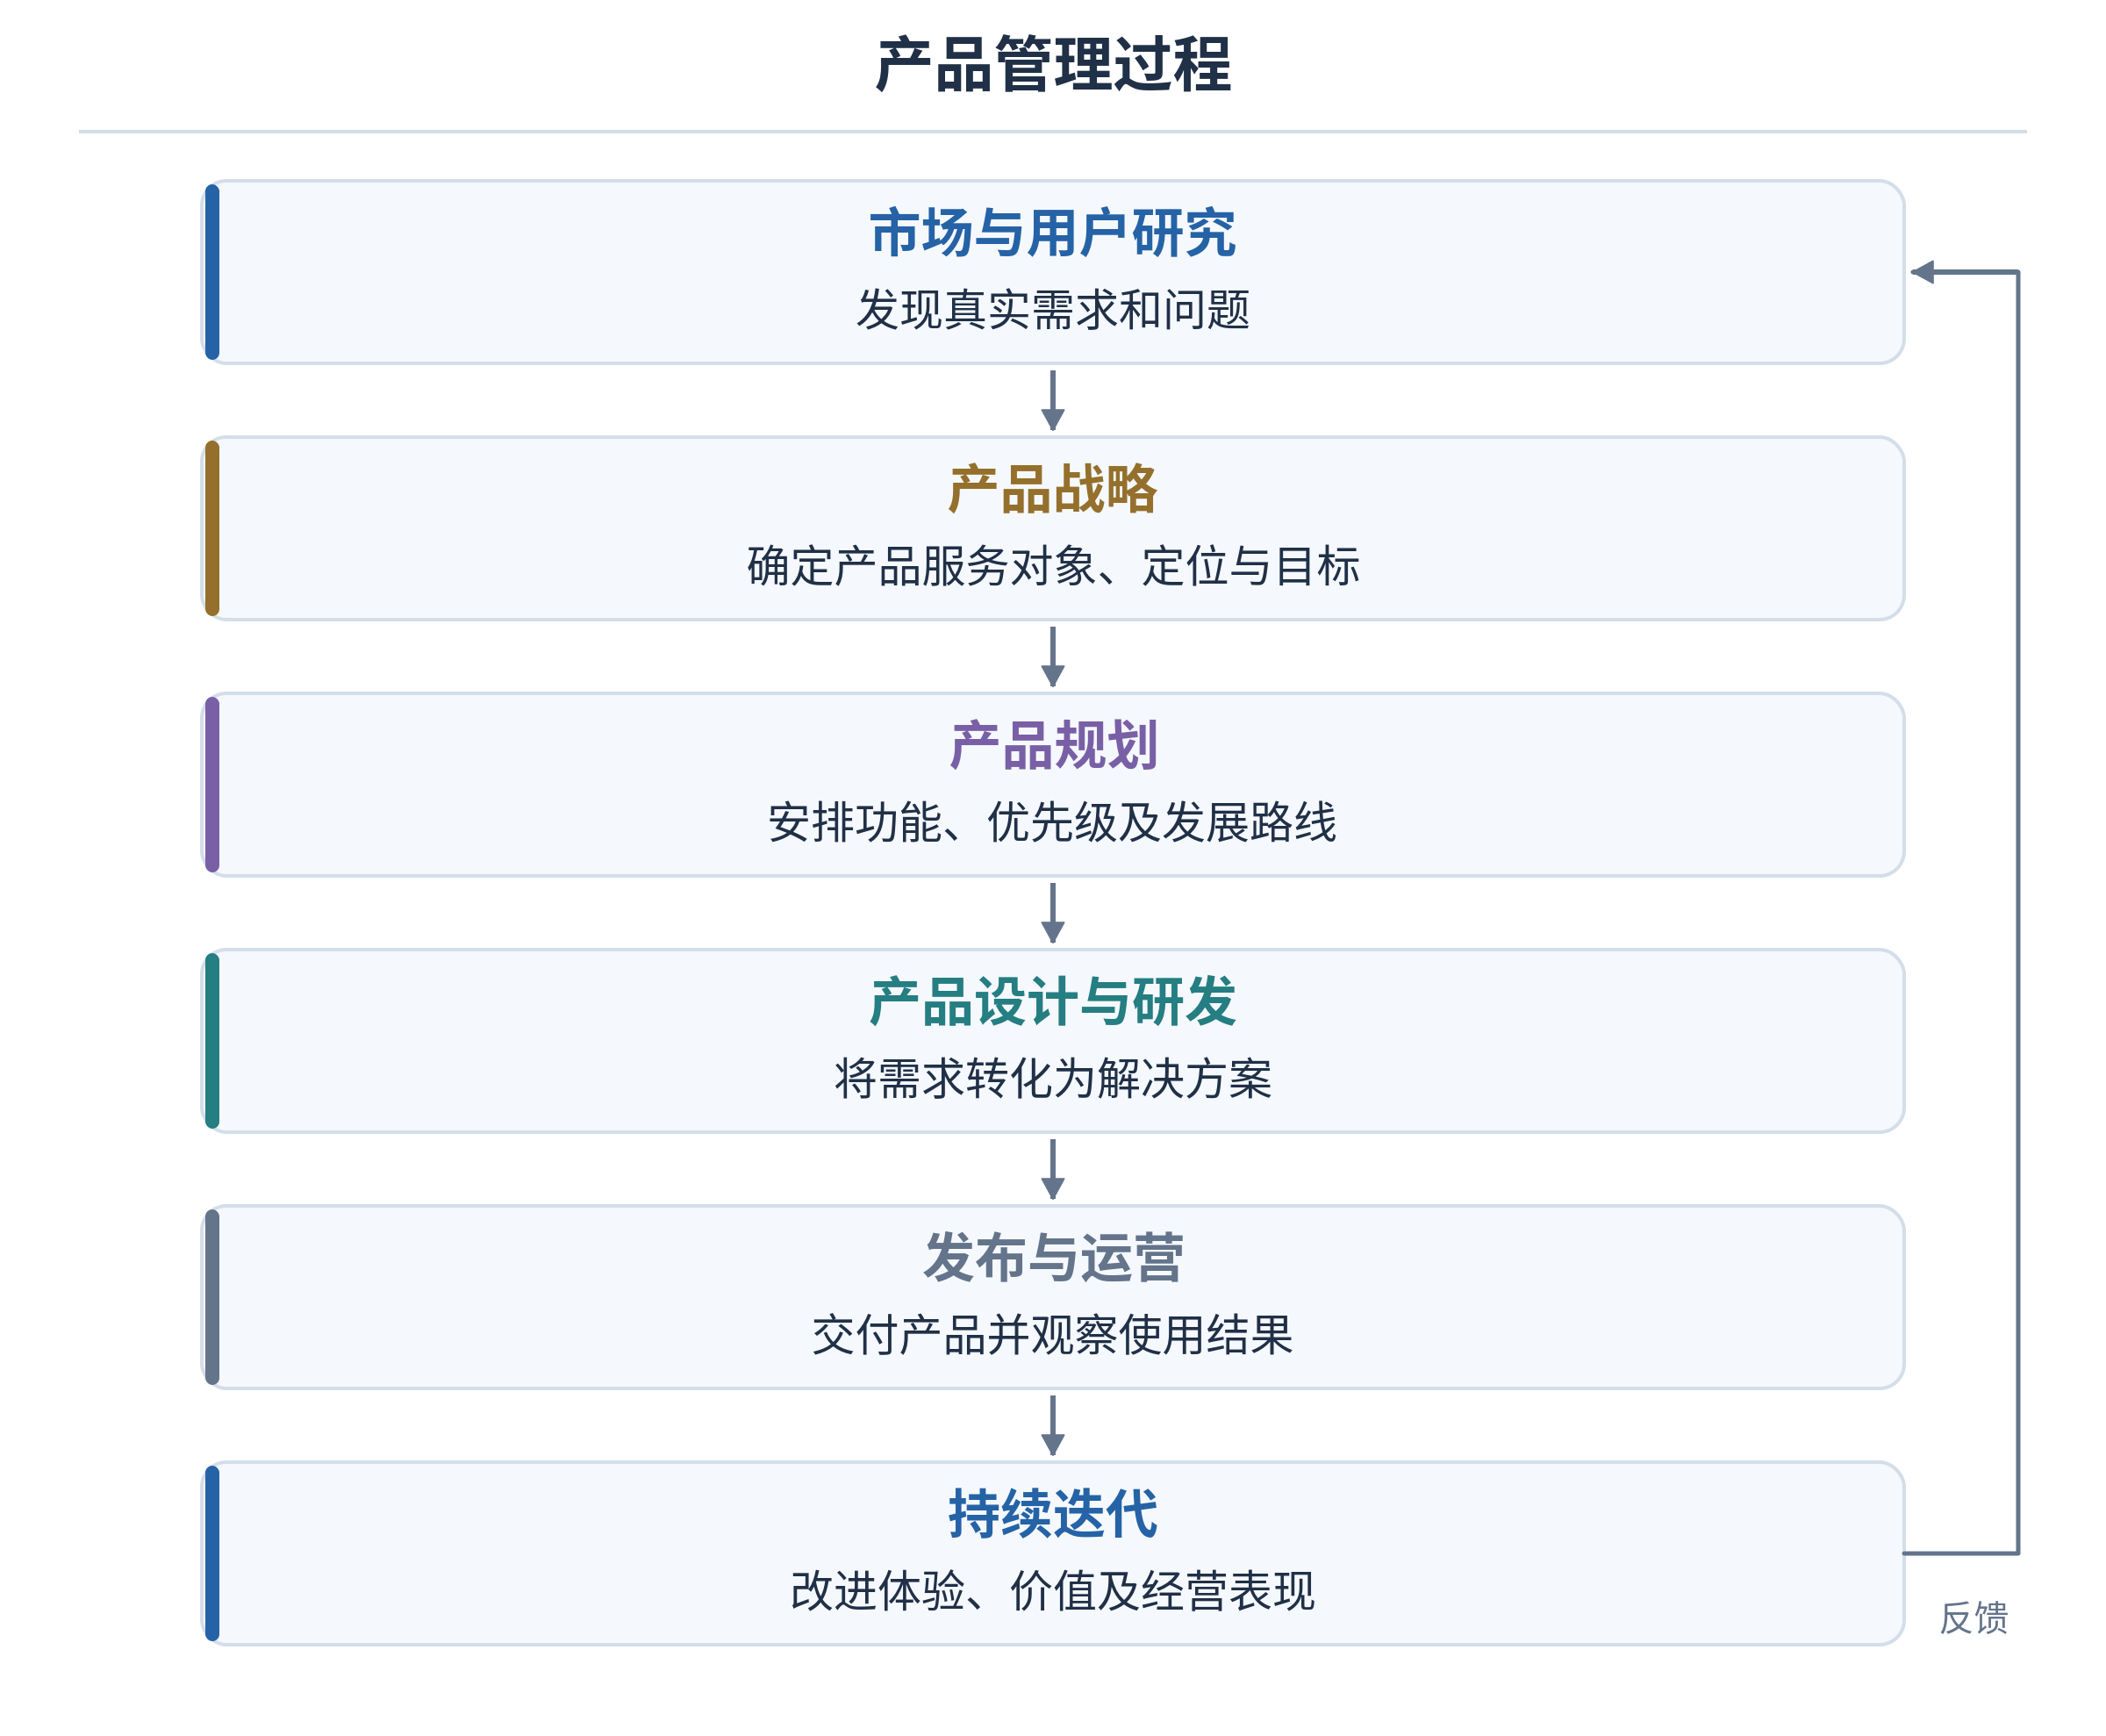 产品管理过程
市场与用户研究
发现真实需求和问题
产品战略
确定产品服务对象、定位与目标
产品规划
安排功能、优先级及发展路线
产品设计与研发
将需求转化为解决方案
发布与运营
交付产品并观察使用结果
持续迭代
改进体验、价值及经营表现
反馈